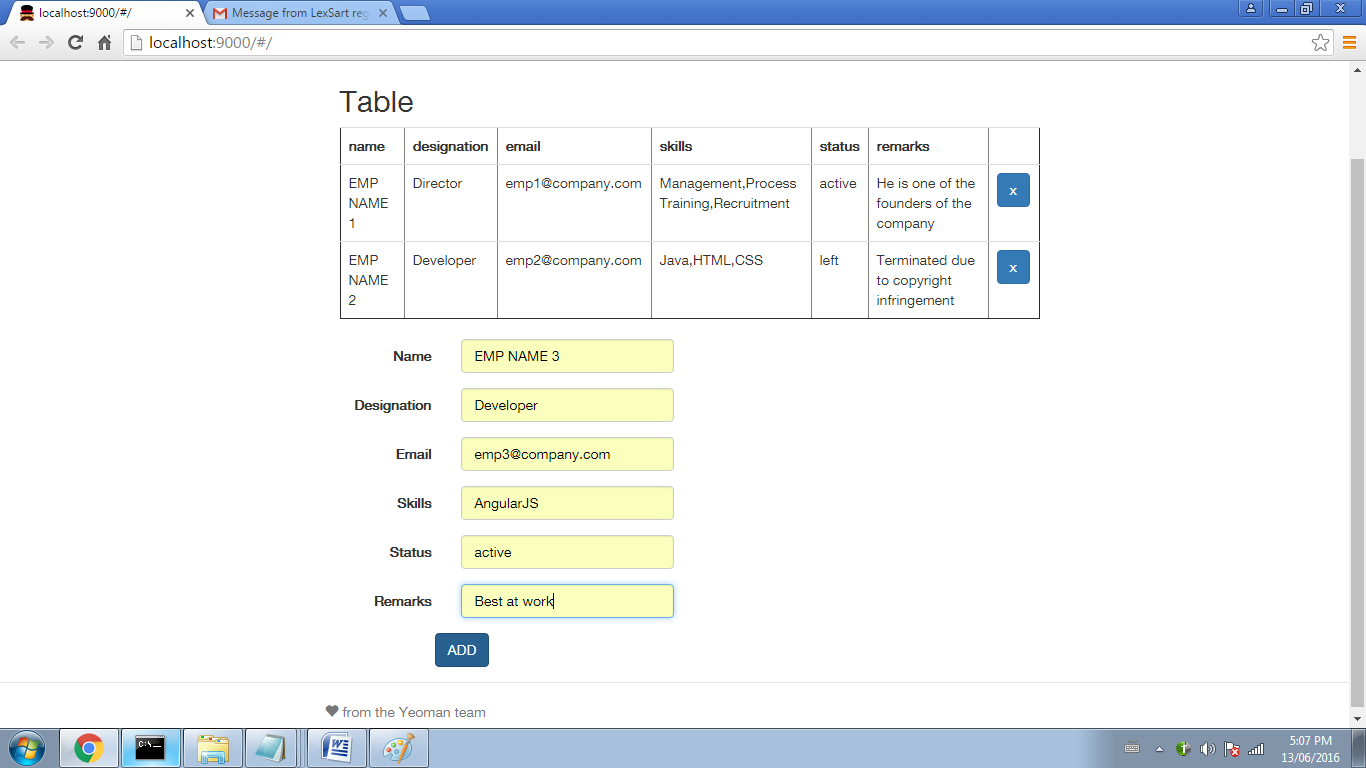 localhost:9000/#/
Message from LexSart reg
localhost:9000/#/
Table
name designation email skills status remarks
EMP NAME 1 Director emp1@company.com Management,Process Training,Recruitment active He is one of the founders of the company x
EMP NAME 2 Developer emp2@company.com Java,HTML,CSS left Terminated due to copyright infringement x
Name EMP NAME 3
Designation Developer
Email emp3@company.com
Skills AngularJS
Status active
Remarks Best at work
ADD
from the Yeoman team
C:\
5:07 PM
13/06/2016